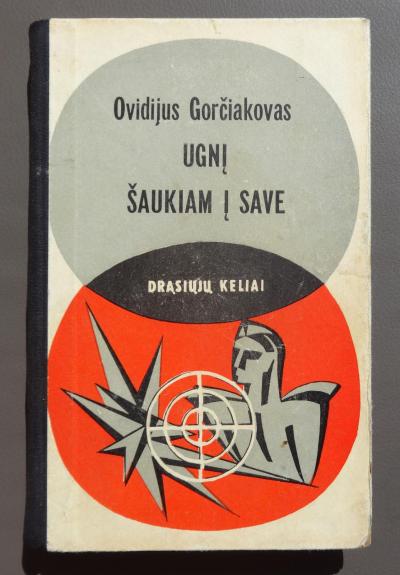 Ovidijus Gorčiakovas
UGNĮ
ŠAUKIAM Į SAVE
DRĄSIŲJŲ KELIAI